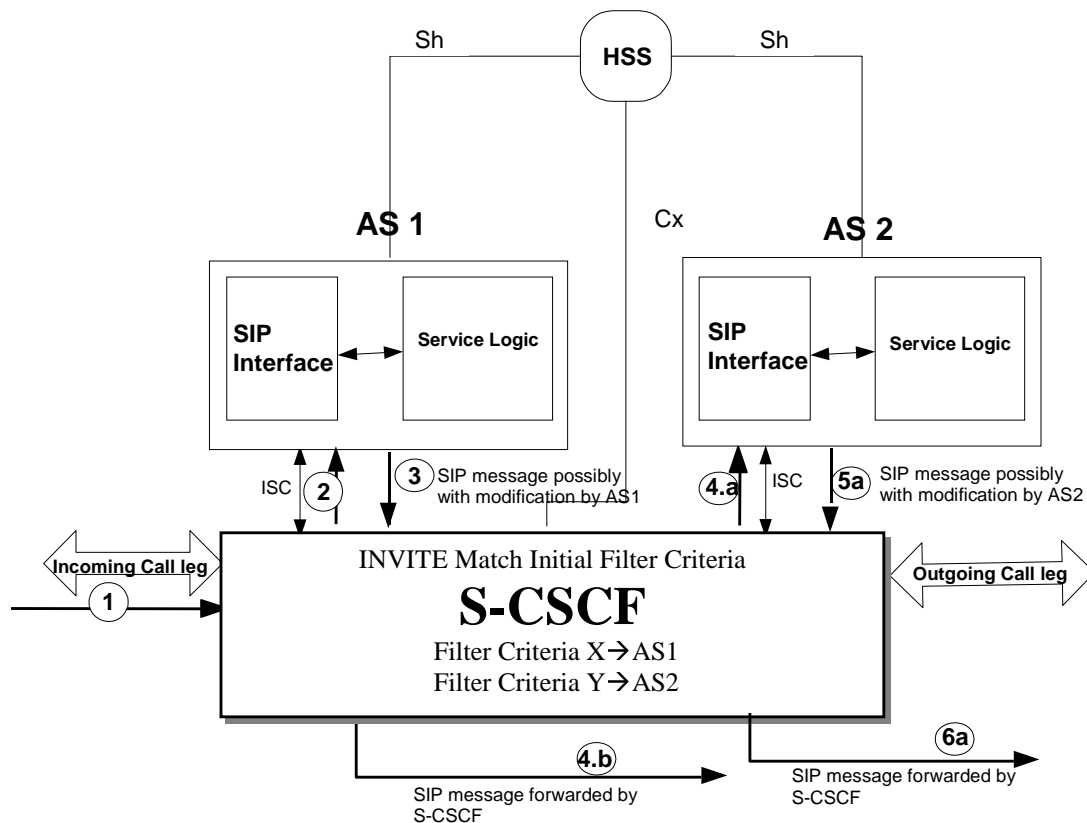 Sh
HSS
Sh
AS 1
Cx
AS 2
SIP
Interface
Service Logic
SIP
Interface
Service Logic
ISC
2
3
SIP message possibly
with modification by AS1
4.a
ISC
5a
SIP message possibly
with modification by AS2
Incoming Call leg
1
INVITE Match Initial Filter Criteria
S-CSCF
Filter Criteria X→AS1
Filter Criteria Y→AS2
Outgoing Call leg
4.b
SIP message forwarded by
S-CSCF
6a
SIP message forwarded by
S-CSCF